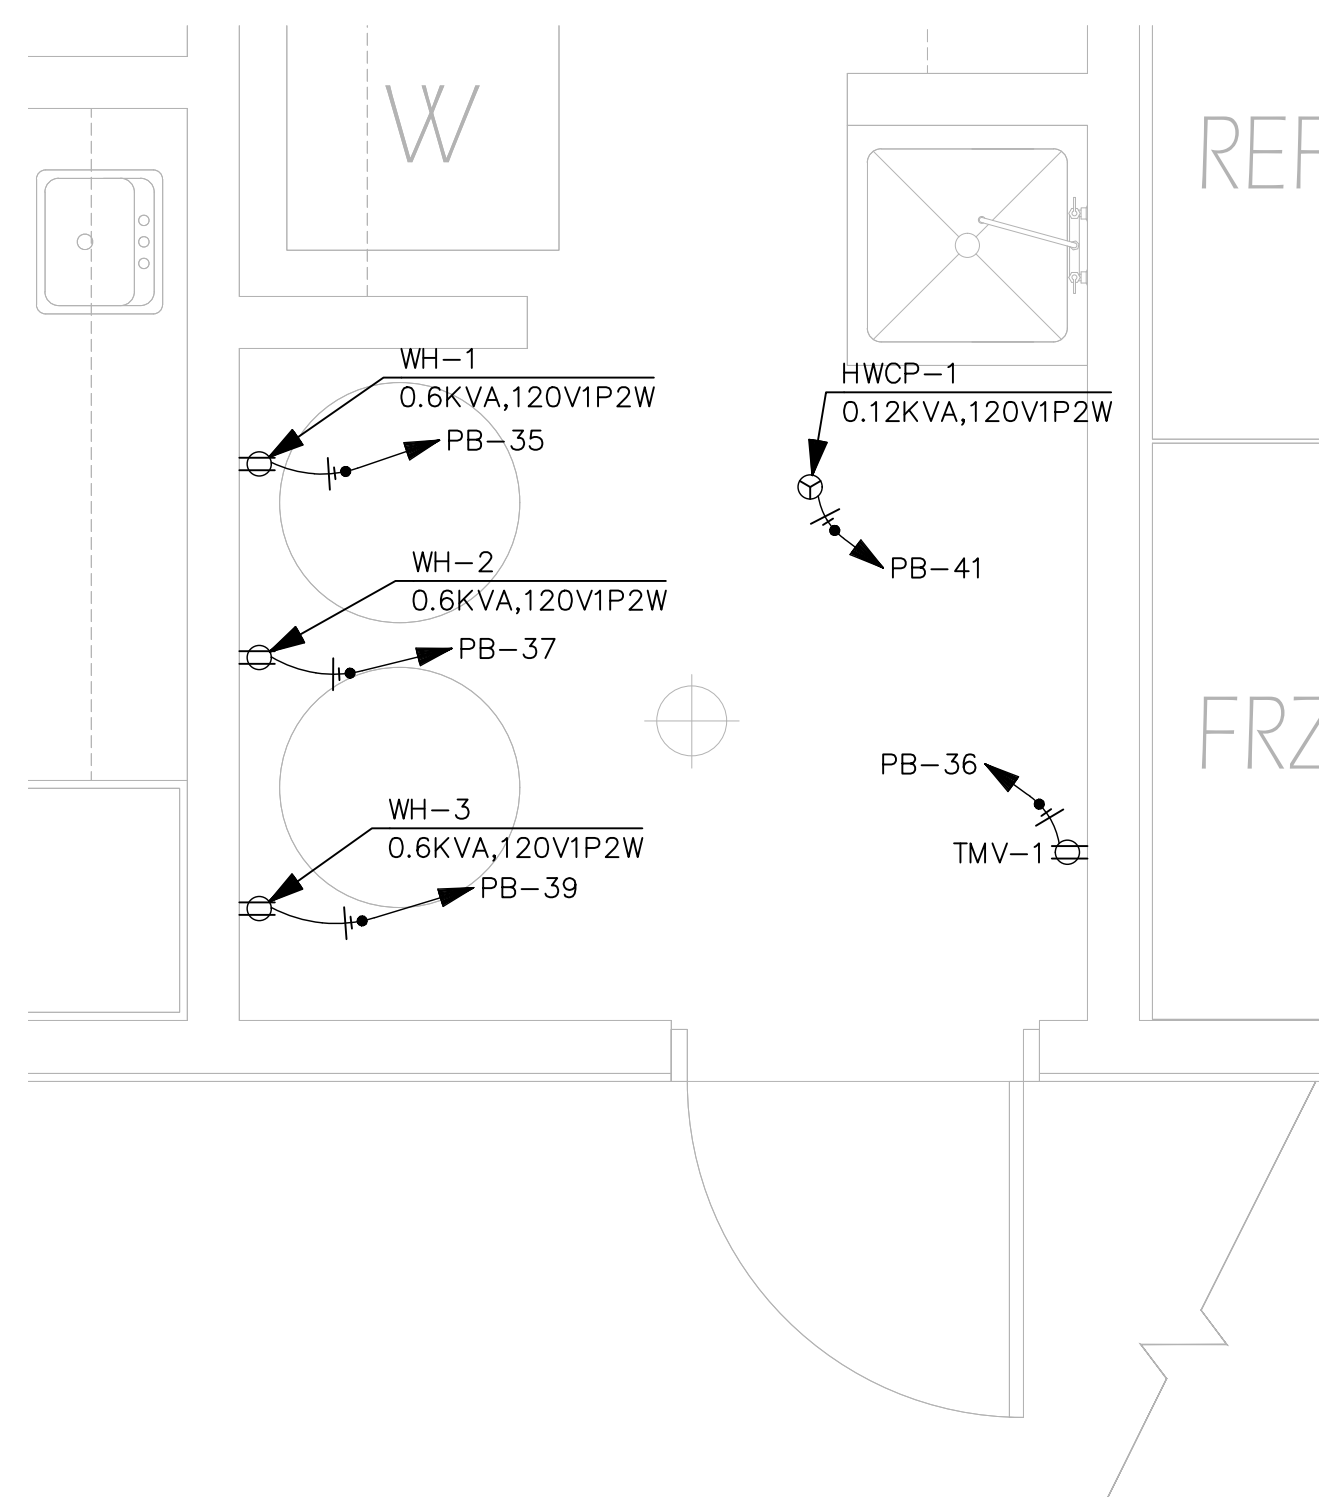 W
REF
WH-1
0.6KVA,120V1P2W
PB-35
HWCP-1
0.12KVA,120V1P2W
PB-41
WH-2
0.6KVA,120V1P2W
PB-37
FRZ
PB-36
TMV-1
WH-3
0.6KVA,120V1P2W
PB-39